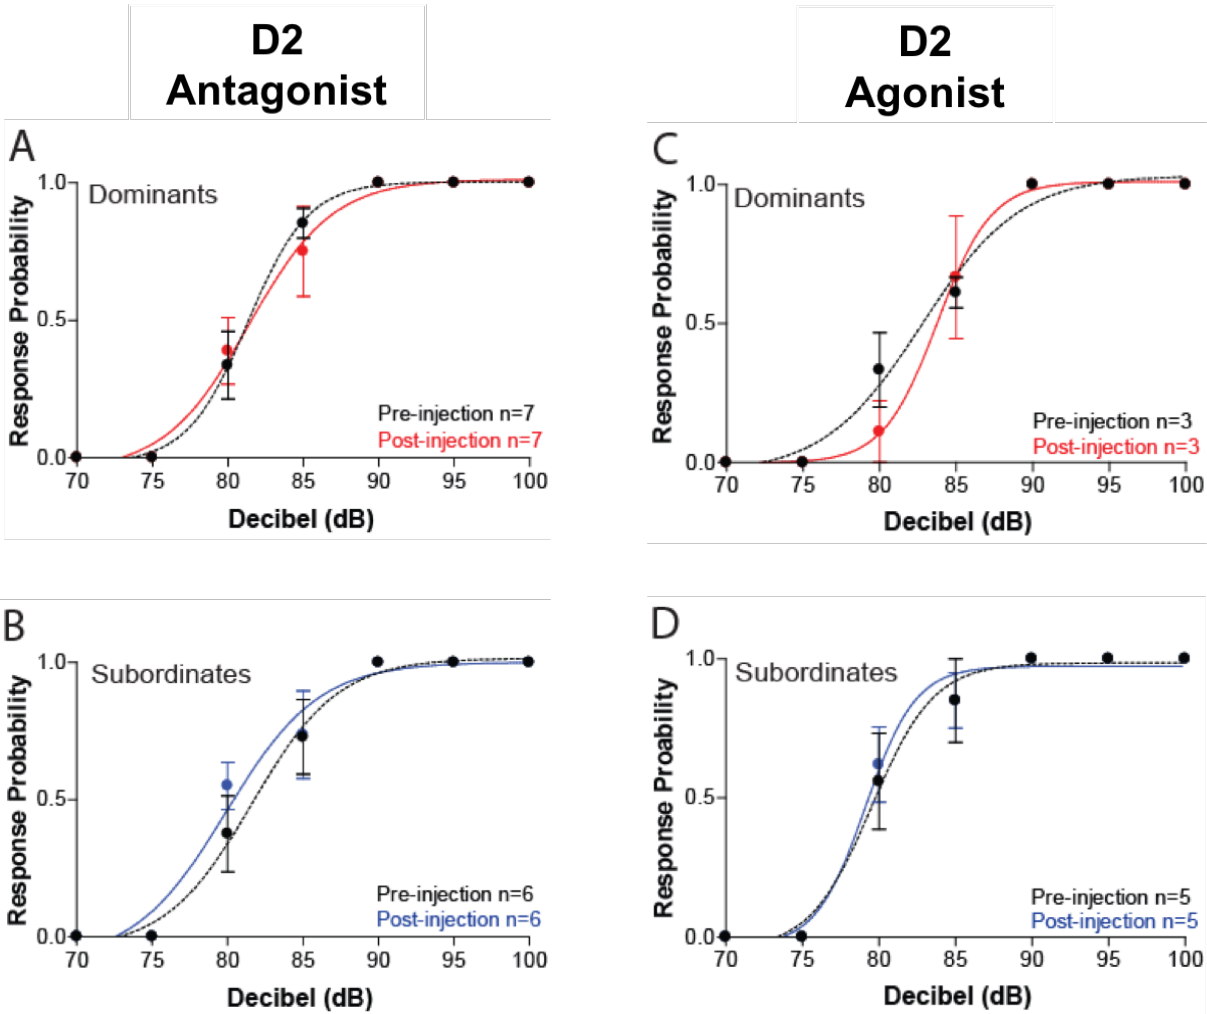 D2
Antagonist
D2
Agonist
A
Dominants
Response Probability
1.0
0.5
0.0
70 75 80 85 90 95 100
Decibel (dB)
Pre-injection n=7
Post-injection n=7
C
Dominants
Response Probability
1.0
0.5
0.0
70 75 80 85 90 95 100
Decibel (dB)
Pre-injection n=3
Post-injection n=3
B
Subordinates
Response Probability
1.0
0.5
0.0
70 75 80 85 90 95 100
Decibel (dB)
Pre-injection n=6
Post-injection n=6
D
Subordinates
Response Probability
1.0
0.5
0.0
70 75 80 85 90 95 100
Decibel (dB)
Pre-injection n=5
Post-injection n=5